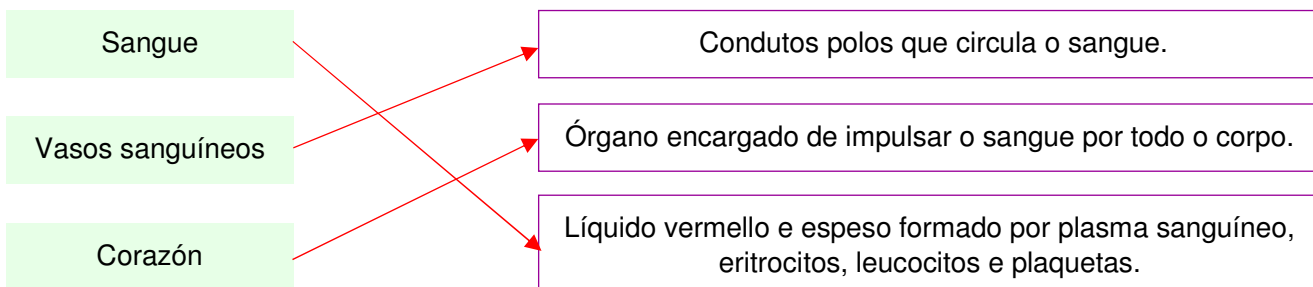 Sangue
Condutos polos que circula o sangue.
Vasos sanguíneos
Órgano encargado de impulsar o sangue por todo o corpo.
Corazón
Líquido vermello e espeso formado por plasma sanguíneo,
eritrocitos, leucocitos e plaquetas.